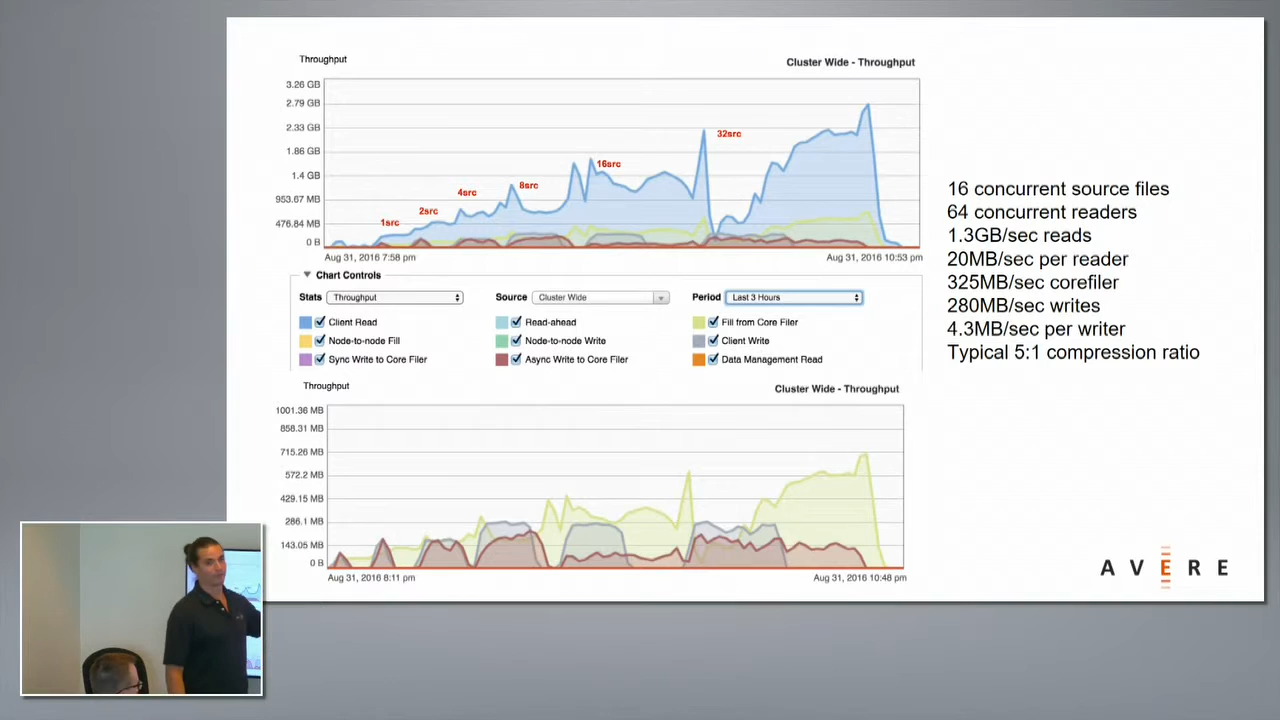 Throughput
Cluster Wide - Throughput
3.26 GB
2.79 GB
2.33 GB
1.86 GB
1.4 GB
953.67 MB
476.84 MB
0 B
1src
2src
4src
8src
16src
32src
Aug 31, 2016 7:58 pm
Aug 31, 2016 10:53 pm
Chart Controls
Stats Throughput Source Cluster Wide Period Last 3 Hours
Client Read Read-ahead Fill from Core Filer
Node-to-node Fill Node-to-node Write Client Write
Sync Write to Core Filer Async Write to Core Filer Data Management Read
Throughput
Cluster Wide - Throughput
1001.36 MB
858.31 MB
715.26 MB
572.2 MB
429.15 MB
286.1 MB
143.05 MB
0 B
Aug 31, 2016 8:11 pm
Aug 31, 2016 10:48 pm
16 concurrent source files
64 concurrent readers
1.3GB/sec reads
20MB/sec per reader
325MB/sec corefiler
280MB/sec writes
4.3MB/sec per writer
Typical 5:1 compression ratio
AVERE